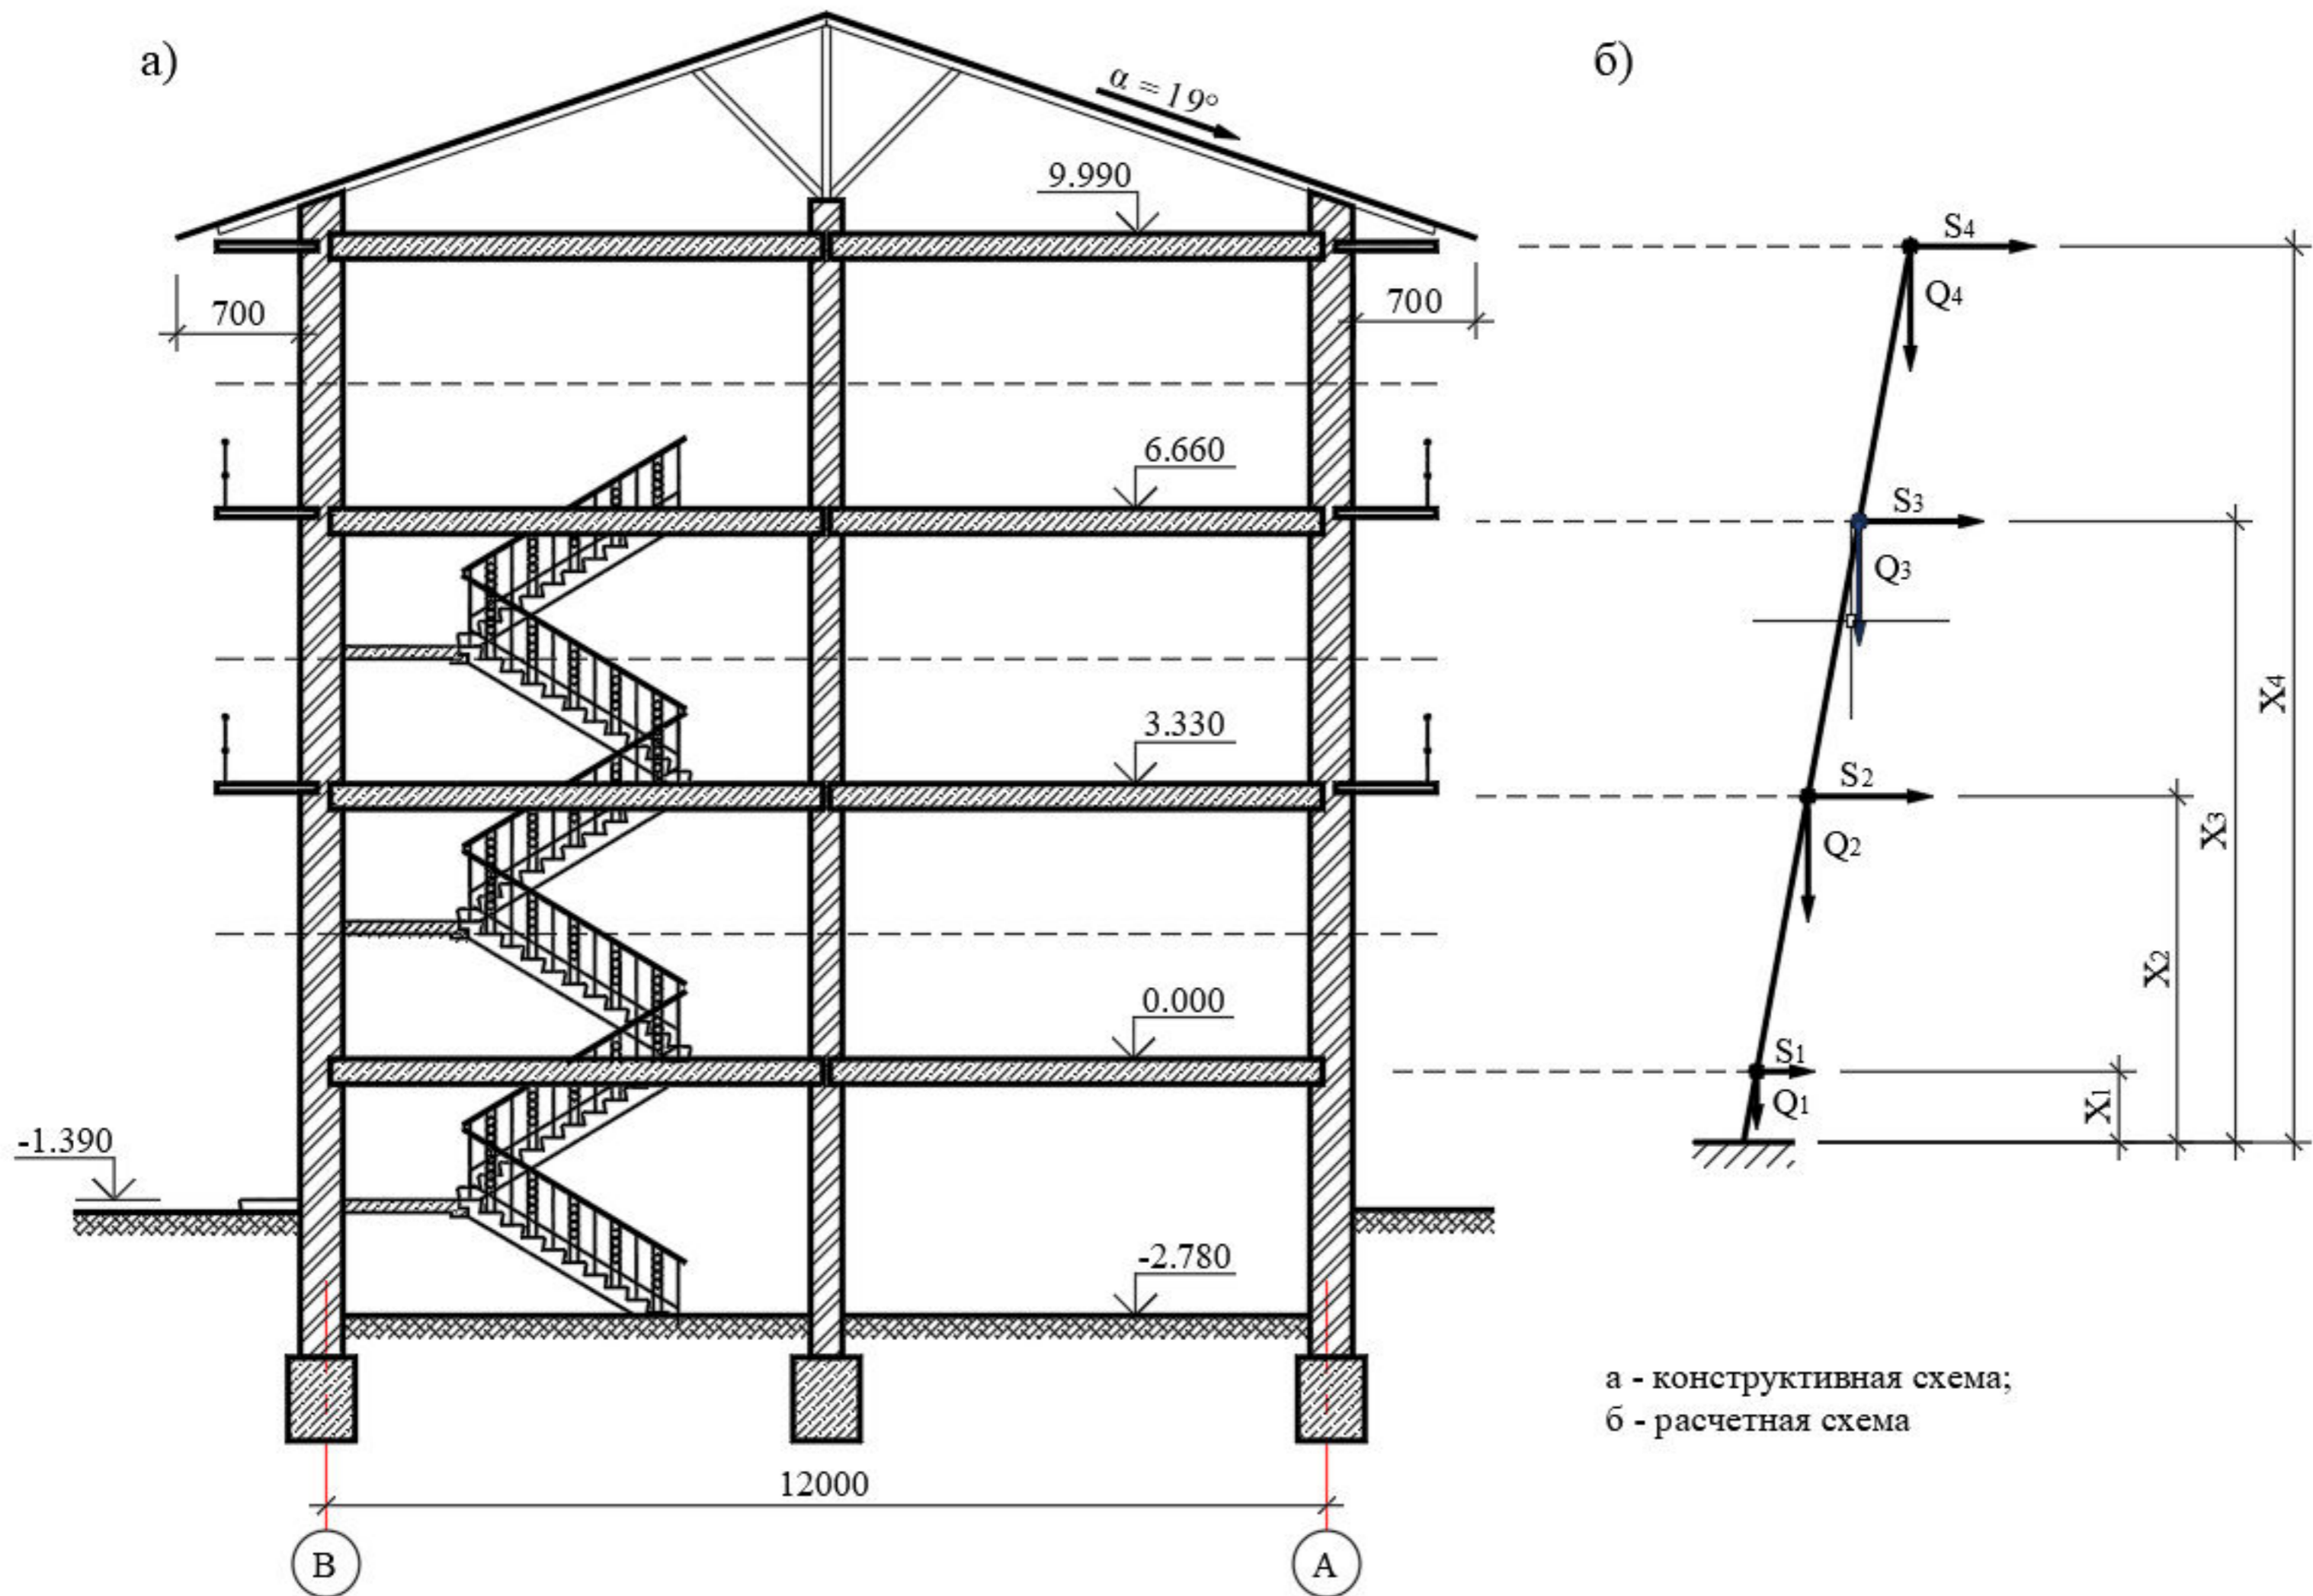 а)
α = 19°
9.990
700
700
6.660
3.330
0.000
-1.390
-2.780
12000
В
А
б)
S4
Q4
S3
Q3
S2
Q2
S1
Q1
X1
X2
X3
X4
а - конструктивная схема;
б - расчетная схема